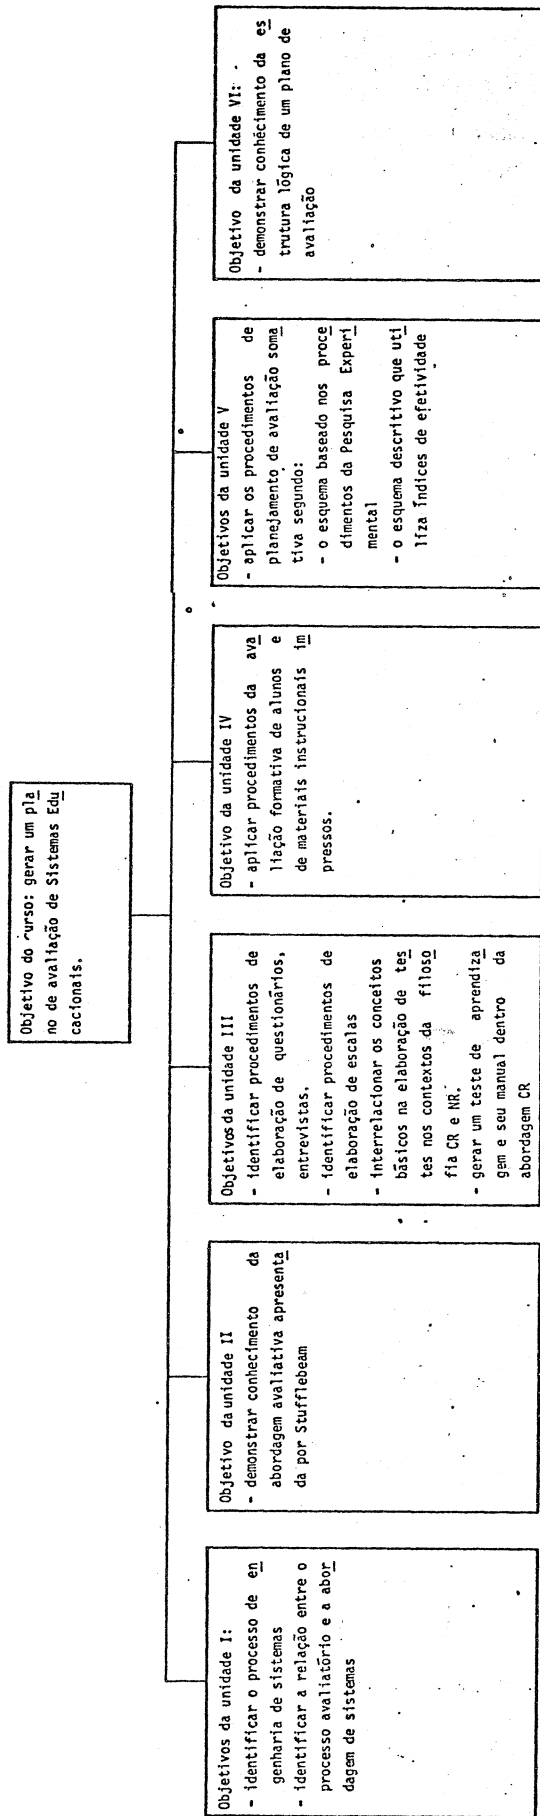 Objetivo do curso: gerar um pla
no de avaliação de Sistemas Edu
cacionais.
Objetivos da unidade I:
- identificar o processo de en
genharia de sistemas
- identificar a relação entre o
processo avaliatório e a abor
dagem de sistemas
Objetivo da unidade II
- demonstrar conhecimento da
abordagem avaliativa apresenta
da por Stufflebeam
Objetivos da unidade III
- identificar procedimentos de
elaboração de questionários,
entrevistas.
- identificar procedimentos de
elaboração de escalas
- interrelacionar os conceitos
básicos na elaboração de tes
tes nos contextos da filoso
fia CR e NR.
- gerar um teste de aprendiza
gem e seu manual dentro da
abordagem CR
Objetivo da unidade IV
- aplicar procedimentos da ava
liação formativa de alunos e
de materiais instrucionais im
pressos.
Objetivos da unidade V
- aplicar os procedimentos de
planejamento de avaliação soma
tiva segundo:
- o esquema baseado nos proce
dimentos da Pesquisa Experi
mental
- o esquema descritivo que uti
liza índices de efetividade
Objetivo da unidade VI:
- demonstrar conhecimento da es
trutura lógica de um plano de
avaliação